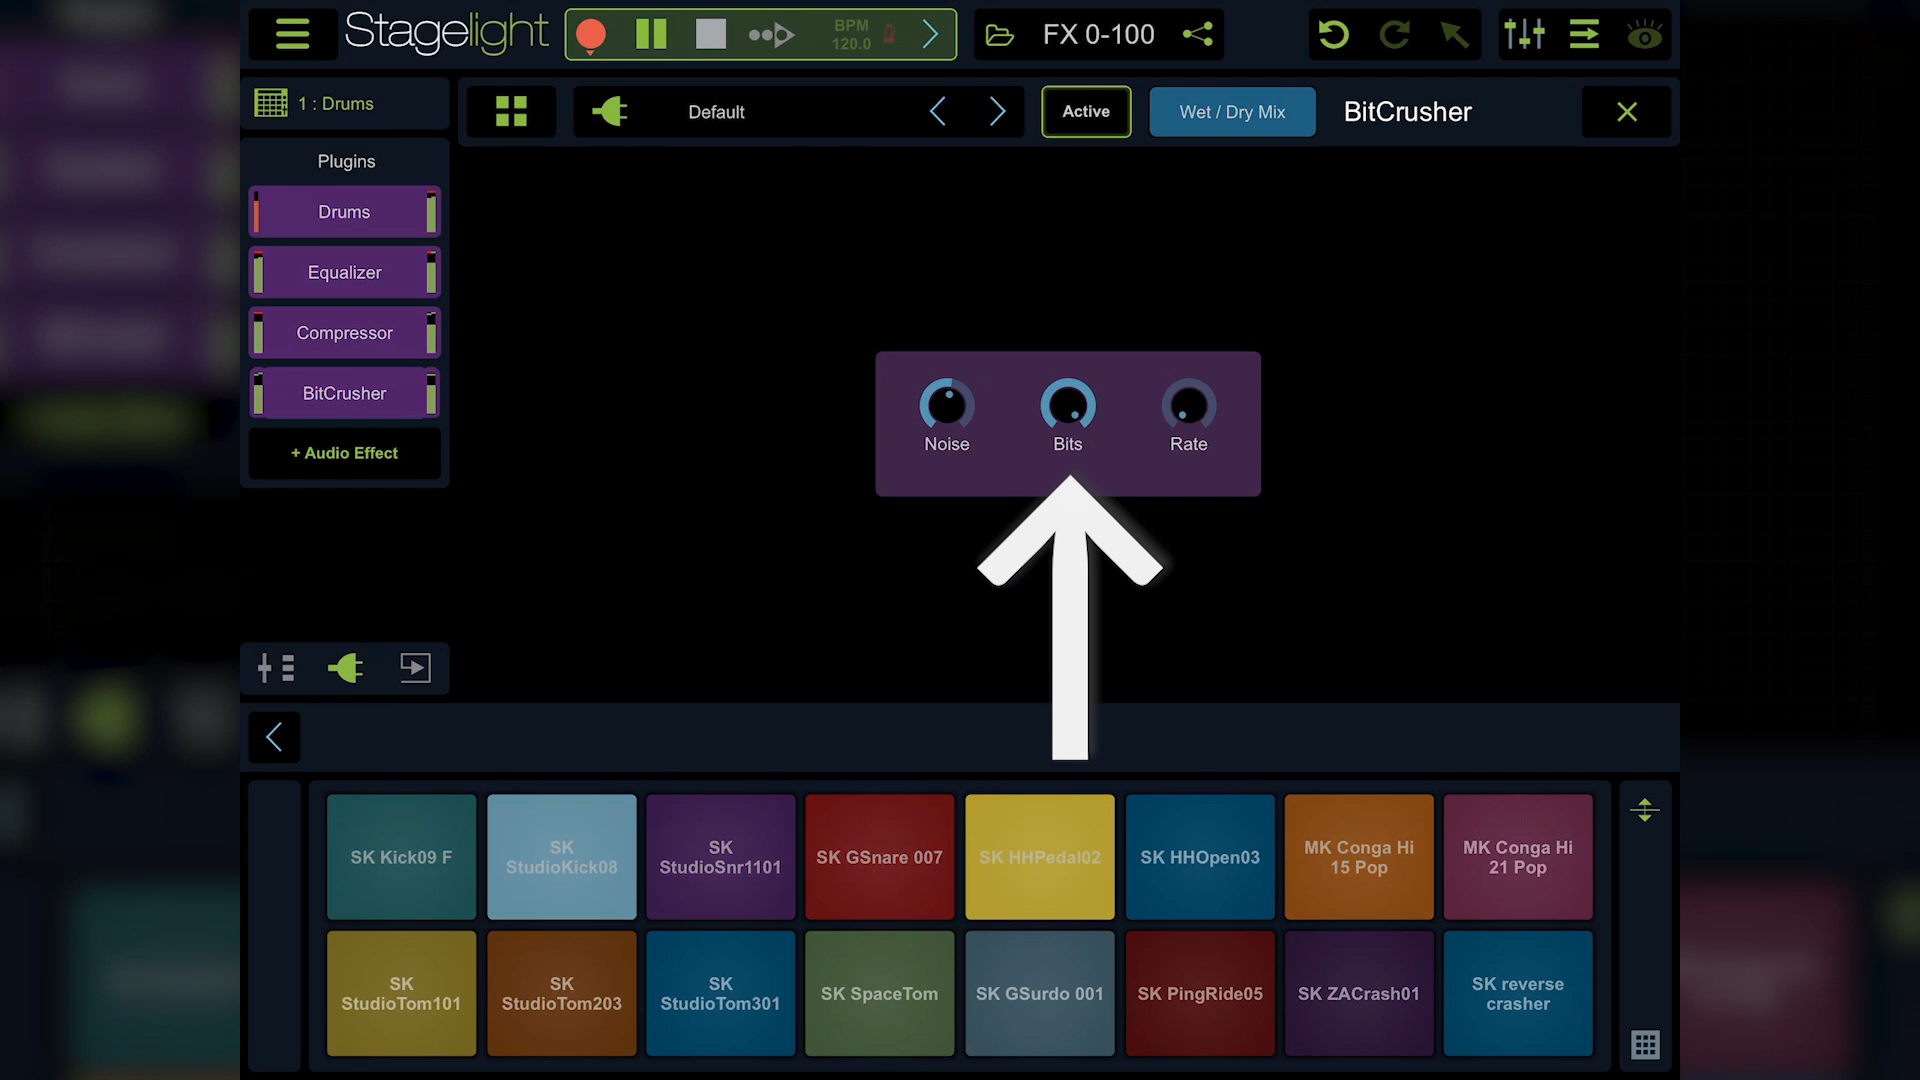 Stagelight
BPM
120.0
FX 0-100
1 : Drums
Default
Active
Wet / Dry Mix
BitCrusher
Plugins
Drums
Equalizer
Compressor
BitCrusher
+ Audio Effect
Noise
Bits
Rate
SK Kick09 F
SK
StudioKick08
SK
StudioSnr1101
SK GSnare 007
SK HHPedal02
SK HHOpen03
MK Conga Hi
15 Pop
MK Conga Hi
21 Pop
SK
StudioTom101
SK
StudioTom203
SK
StudioTom301
SK SpaceTom
SK GSurdo 001
SK PingRide05
SK ZACrash01
SK reverse
crasher